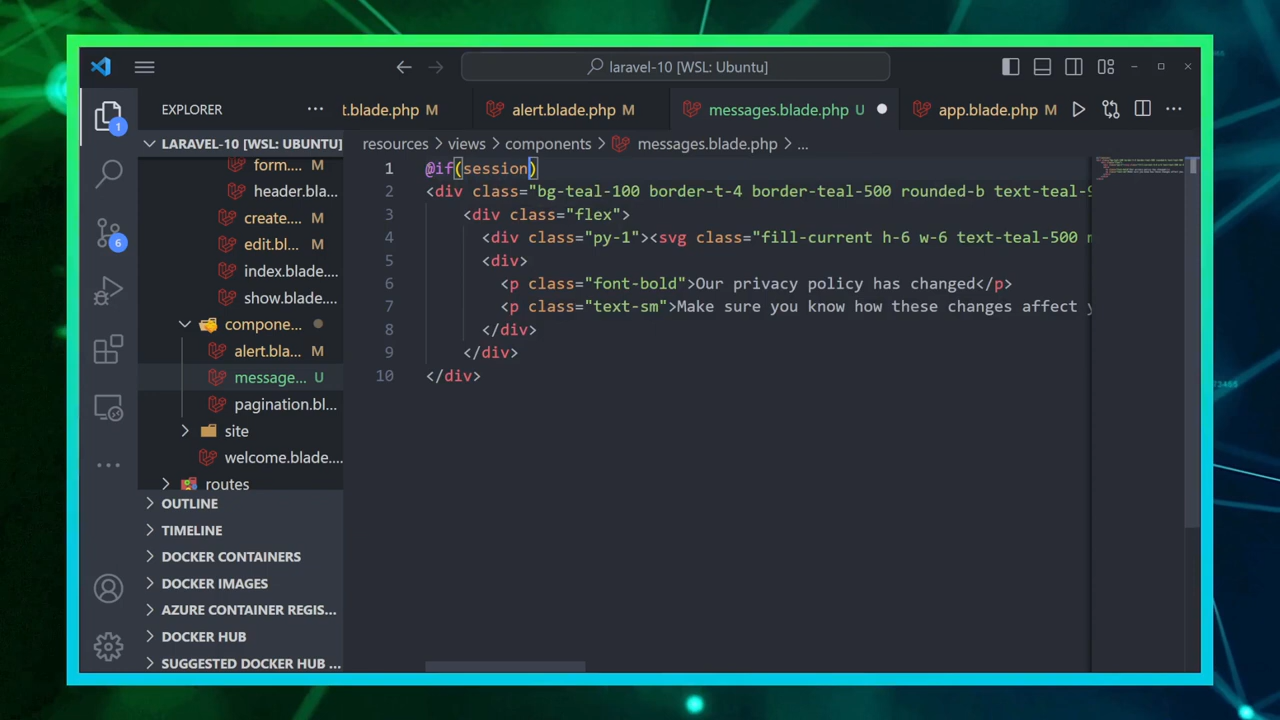 laravel-10 [WSL: Ubuntu]
EXPLORER
t.blade.php M
alert.blade.php M
messages.blade.php U
app.blade.php M
1
LARAVEL-10 [WSL: UBUNTU]
resources > views > components > messages.blade.php > ...
form.... M
header.bla...
create.... M
edit.bl... M
index.blade....
show.blade....
compone...
alert.bla... M
message... U
pagination.bl...
site
welcome.blade....
routes
OUTLINE
TIMELINE
DOCKER CONTAINERS
DOCKER IMAGES
AZURE CONTAINER REGIS...
DOCKER HUB
SUGGESTED DOCKER HUB ...
6
1 @if(session)
2 <div class="bg-teal-100 border-t-4 border-teal-500 rounded-b text-teal-9
3 <div class="flex">
4 <div class="py-1"><svg class="fill-current h-6 w-6 text-teal-500 m
5 <div>
6 <p class="font-bold">Our privacy policy has changed</p>
7 <p class="text-sm">Make sure you know how these changes affect y
8 </div>
9 </div>
10 </div>